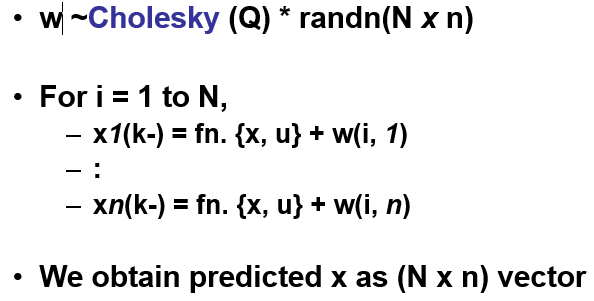 • w ~Cholesky (Q) * randn(N x n)
• For i = 1 to N,
– x1(k-) = fn. {x, u} + w(i, 1)
– :
– xn(k-) = fn. {x, u} + w(i, n)
• We obtain predicted x as (N x n) vector